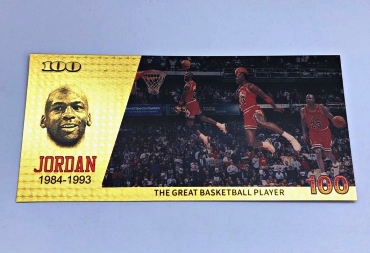 100
JORDAN
1984-1993
THE GREAT BASKETBALL PLAYER
100